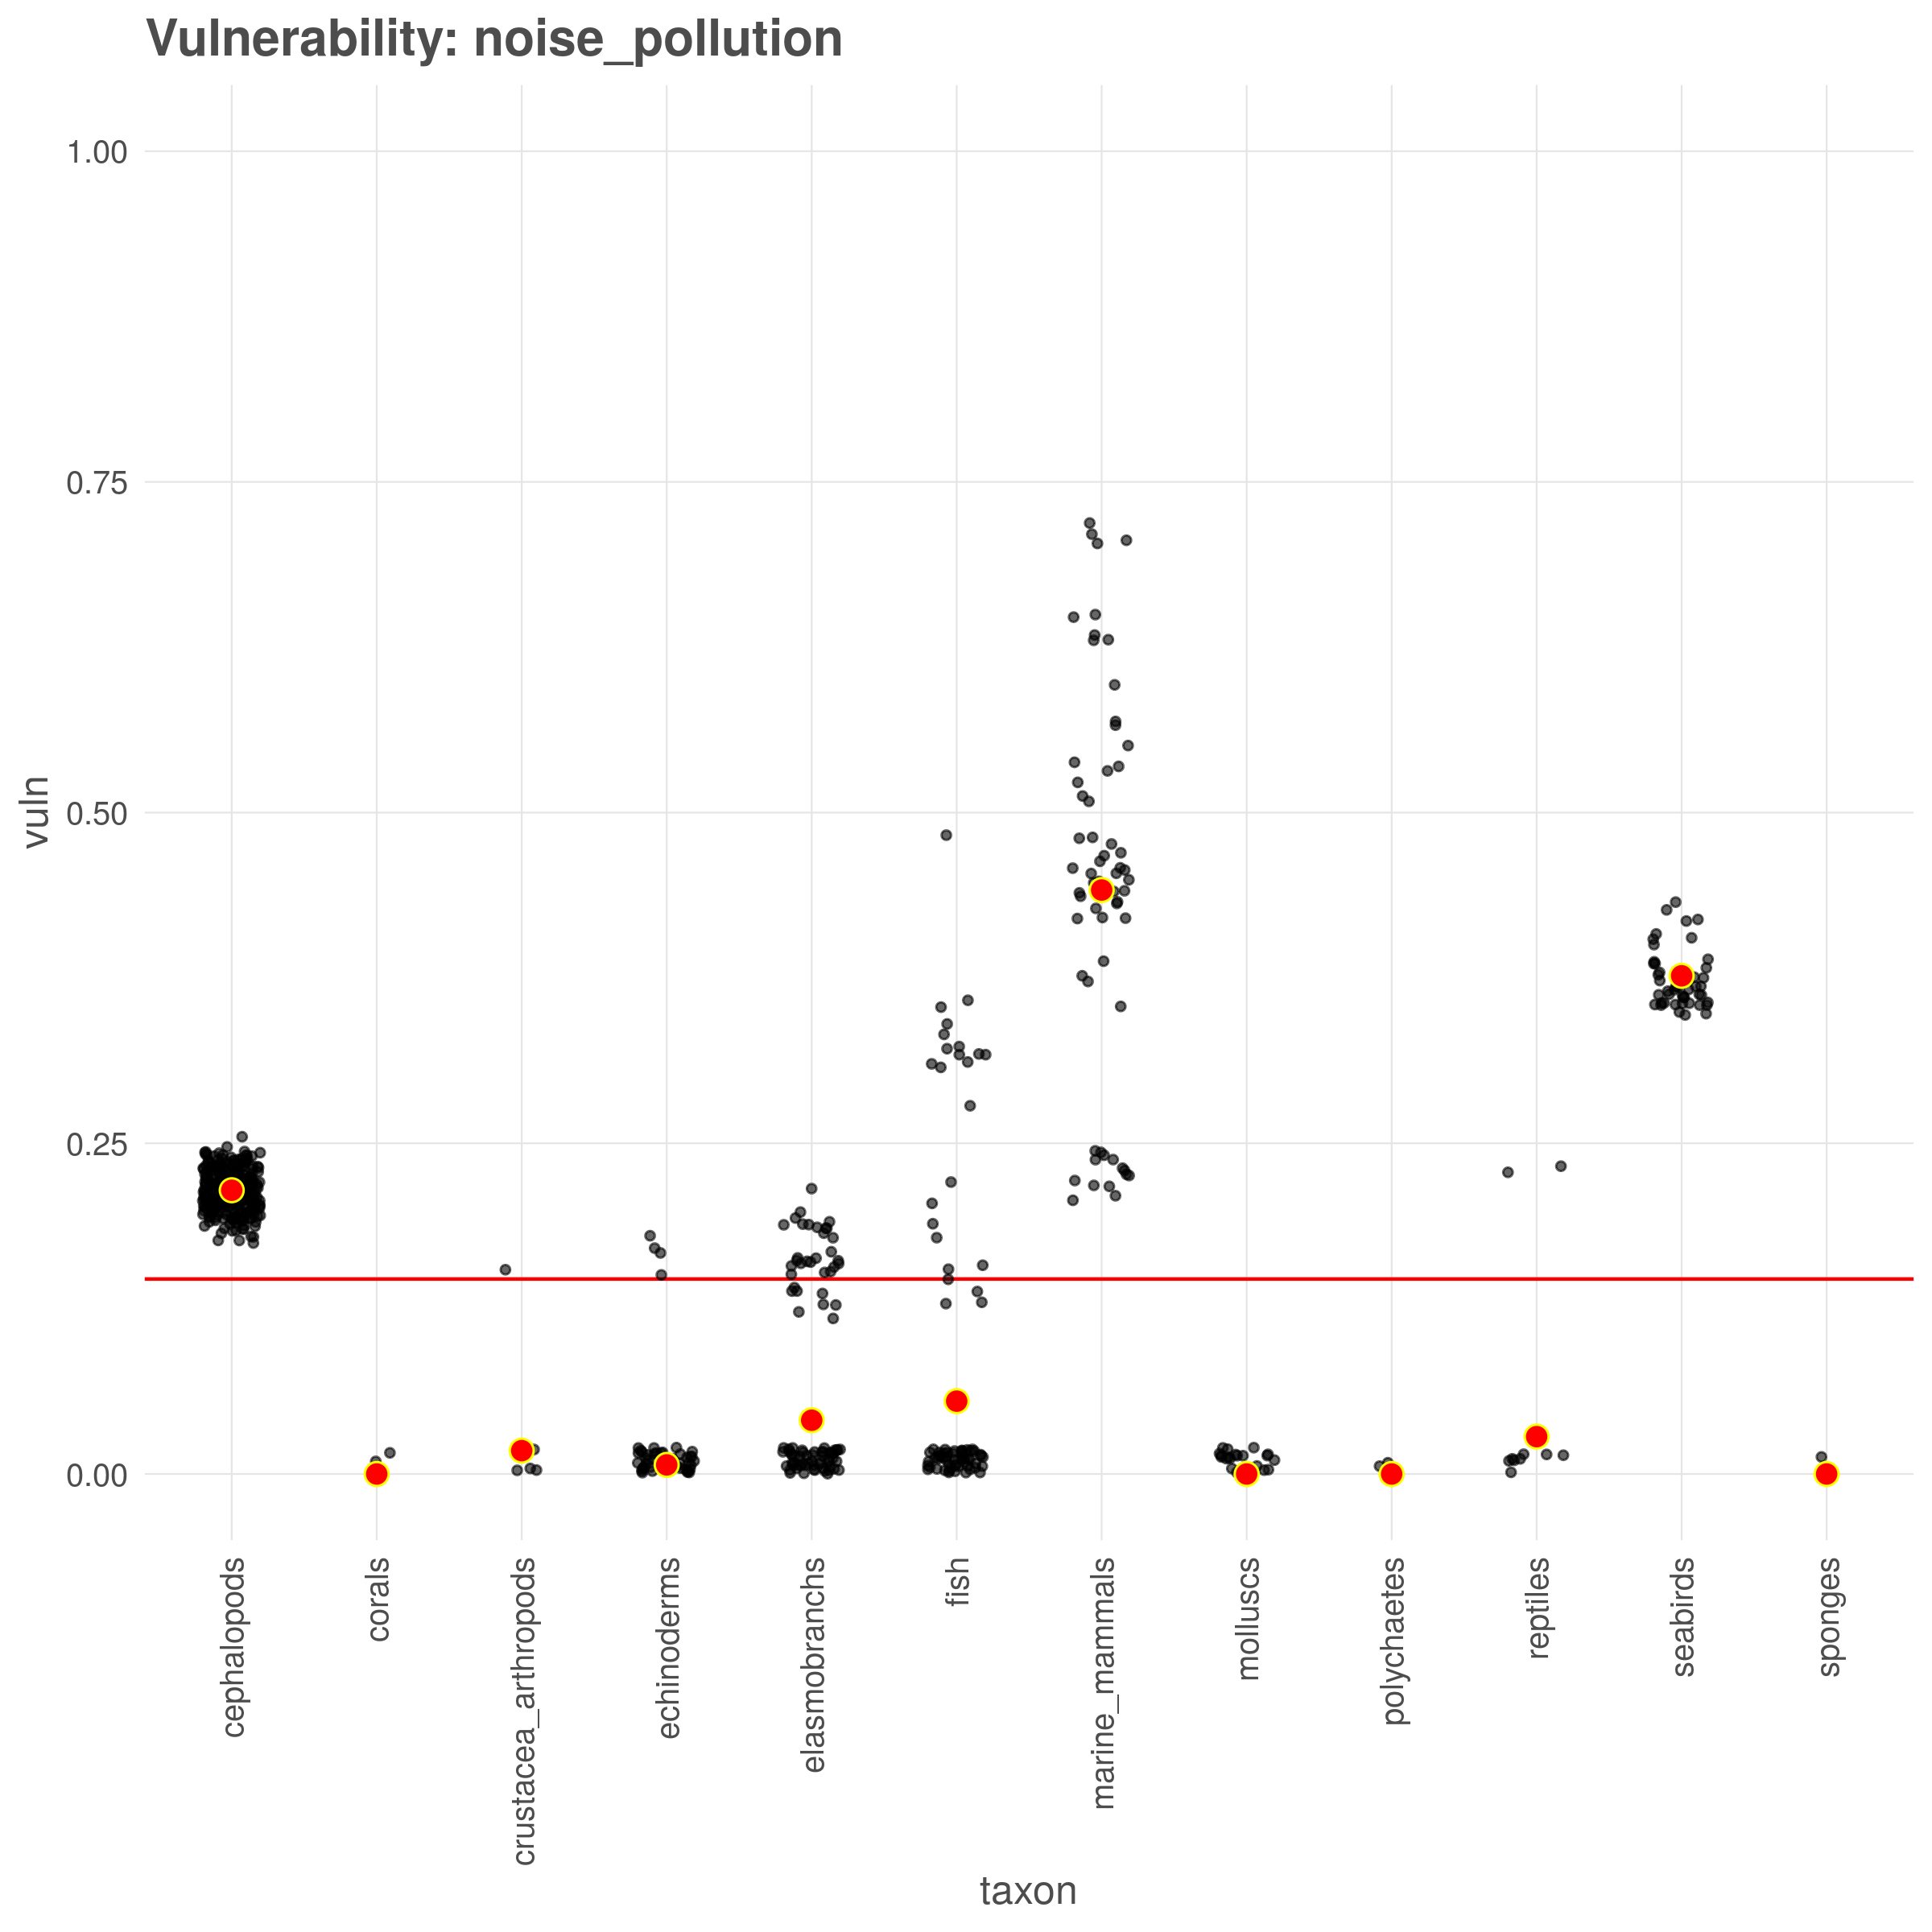 Vulnerability: noise_pollution
vuln
1.00
0.75
0.50
0.25
0.00
cephalopods
corals
crustacea_arthropods
echinoderms
elasmobranchs
fish
marine_mammals
molluscs
polychaetes
reptiles
seabirds
sponges
taxon